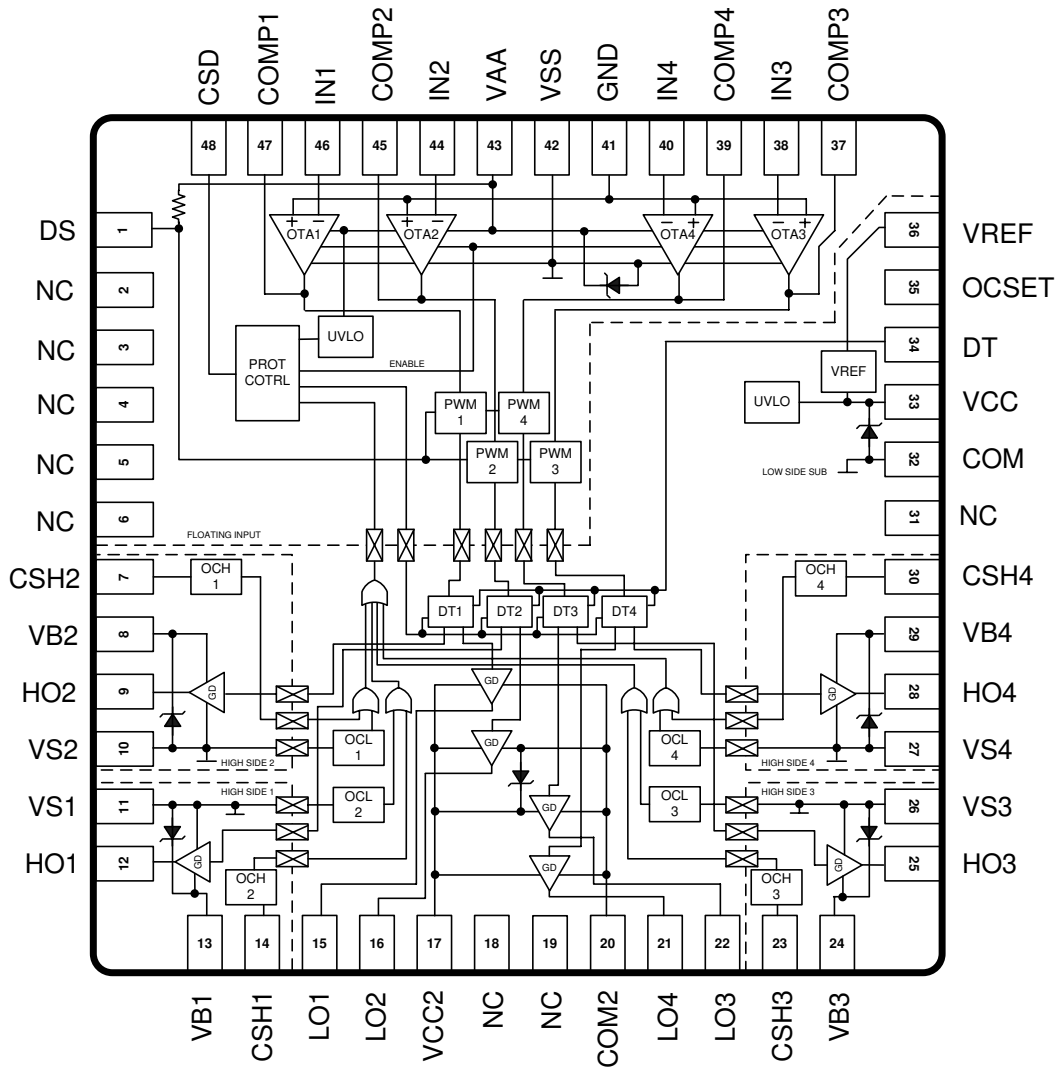 CSD
COMP1
IN1
COMP2
IN2
VAA
VSS
GND
IN4
COMP4
IN3
COMP3
48
47
46
45
44
43
42
41
40
39
38
37
DS
1
+ −
OTA1
+ −
OTA2
− +
OTA4
− +
OTA3
36
VREF
NC
2
35
OCSET
NC
3
UVLO
34
DT
PROT
COTRL
ENABLE
VREF
NC
4
PWM
1
PWM
4
UVLO
33
VCC
NC
5
PWM
2
PWM
3
LOW SIDE SUB
32
COM
NC
6
FLOATING INPUT
31
NC
CSH2
7
OCH
1
OCH
4
30
CSH4
DT1
DT2
DT3
DT4
VB2
8
29
VB4
HO2
9
GD
GD
GD
28
HO4
VS2
10
HIGH SIDE 2
OCL
1
GD
OCL
4
HIGH SIDE 4
27
VS4
VS1
11
HIGH SIDE 1
OCL
2
GD
OCL
3
HIGH SIDE 3
26
VS3
HO1
12
GD
OCH
2
GD
OCH
3
GD
25
HO3
13
14
15
16
17
18
19
20
21
22
23
24
VB1
CSH1
LO1
LO2
VCC2
NC
NC
COM2
LO4
LO3
CSH3
VB3